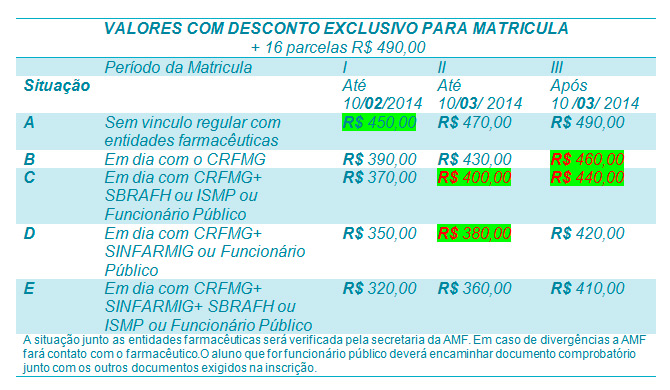 VALORES COM DESCONTO EXCLUSIVO PARA MATRICULA
+ 16 parcelas R$ 490,00
Período da Matricula I II III
Situação Até Até Após
10/02/2014 10/03/ 2014 10 /03/ 2014
A Sem vinculo regular com R$ 450,00 R$ 470,00 R$ 490,00
entidades farmacêuticas
B Em dia com o CRFMG R$ 390,00 R$ 430,00 R$ 460,00
C Em dia com CRFMG+ R$ 370,00 R$ 400,00 R$ 440,00
SBRAFH ou ISMP ou
Funcionário Público
D Em dia com CRFMG+ R$ 350,00 R$ 380,00 R$ 420,00
SINFARMIG ou Funcionário
Público
E Em dia com CRFMG+ R$ 320,00 R$ 360,00 R$ 410,00
SINFARMIG+ SBRAFH ou
ISMP ou Funcionário Público
A situação junto as entidades farmacêuticas será verificada pela secretaria da AMF. Em caso de divergências a AMF
fará contato com o farmacêutico.O aluno que for funcionário público deverá encaminhar documento comprobatório
junto com os outros documentos exigidos na inscrição.